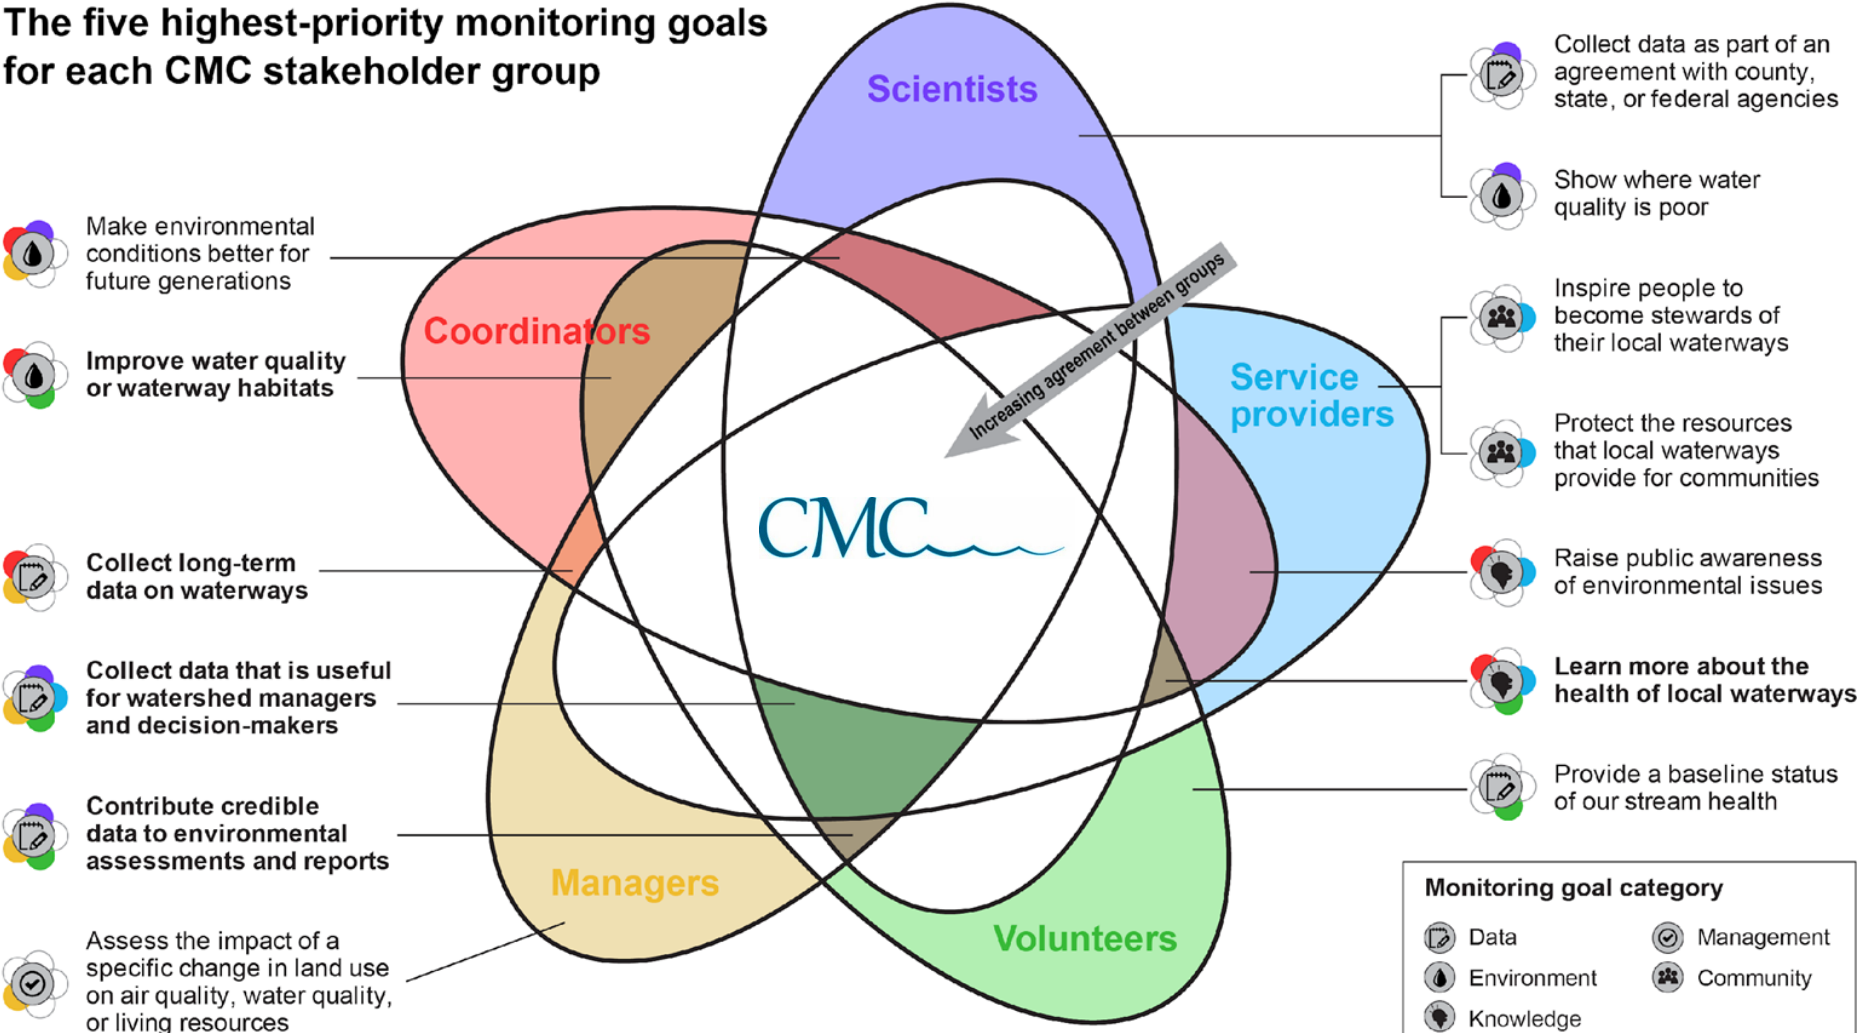 The five highest-priority monitoring goals
for each CMC stakeholder group
Scientists
Coordinators
Service
providers
Managers
Volunteers
Increasing agreement between groups
CMC
Make environmental
conditions better for
future generations
Improve water quality
or waterway habitats
Collect long-term
data on waterways
Collect data that is useful
for watershed managers
and decision-makers
Contribute credible
data to environmental
assessments and reports
Assess the impact of a
specific change in land use
on air quality, water quality,
or living resources
Collect data as part of an
agreement with county,
state, or federal agencies
Show where water
quality is poor
Inspire people to
become stewards of
their local waterways
Protect the resources
that local waterways
provide for communities
Raise public awareness
of environmental issues
Learn more about the
health of local waterways
Provide a baseline status
of our stream health
Monitoring goal category
Data
Management
Environment
Community
Knowledge